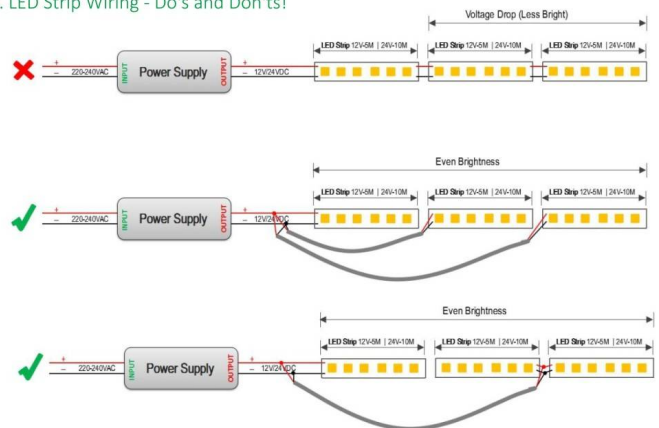 . LED Strip Wiring - Do's and Don'ts!
Voltage Drop (Less Bright)
LED Strip 12V-5M | 24V-10M LED Strip 12V-5M | 24V-10M LED Strip 12V-5M | 24V-10M
+ INPUT Power Supply OUTPUT +
– 220-240VAC – 12V/24VDC
Even Brightness
LED Strip 12V-5M | 24V-10M LED Strip 12V-5M | 24V-10M LED Strip 12V-5M | 24V-10M
+ INPUT Power Supply OUTPUT +
– 220-240VAC – 12V/24VDC
Even Brightness
LED Strip 12V-5M | 24V-10M LED Strip 12V-5M | 24V-10M LED Strip 12V-5M | 24V-10M
+ INPUT Power Supply OUTPUT +
– 220-240VAC – 12V/24VDC